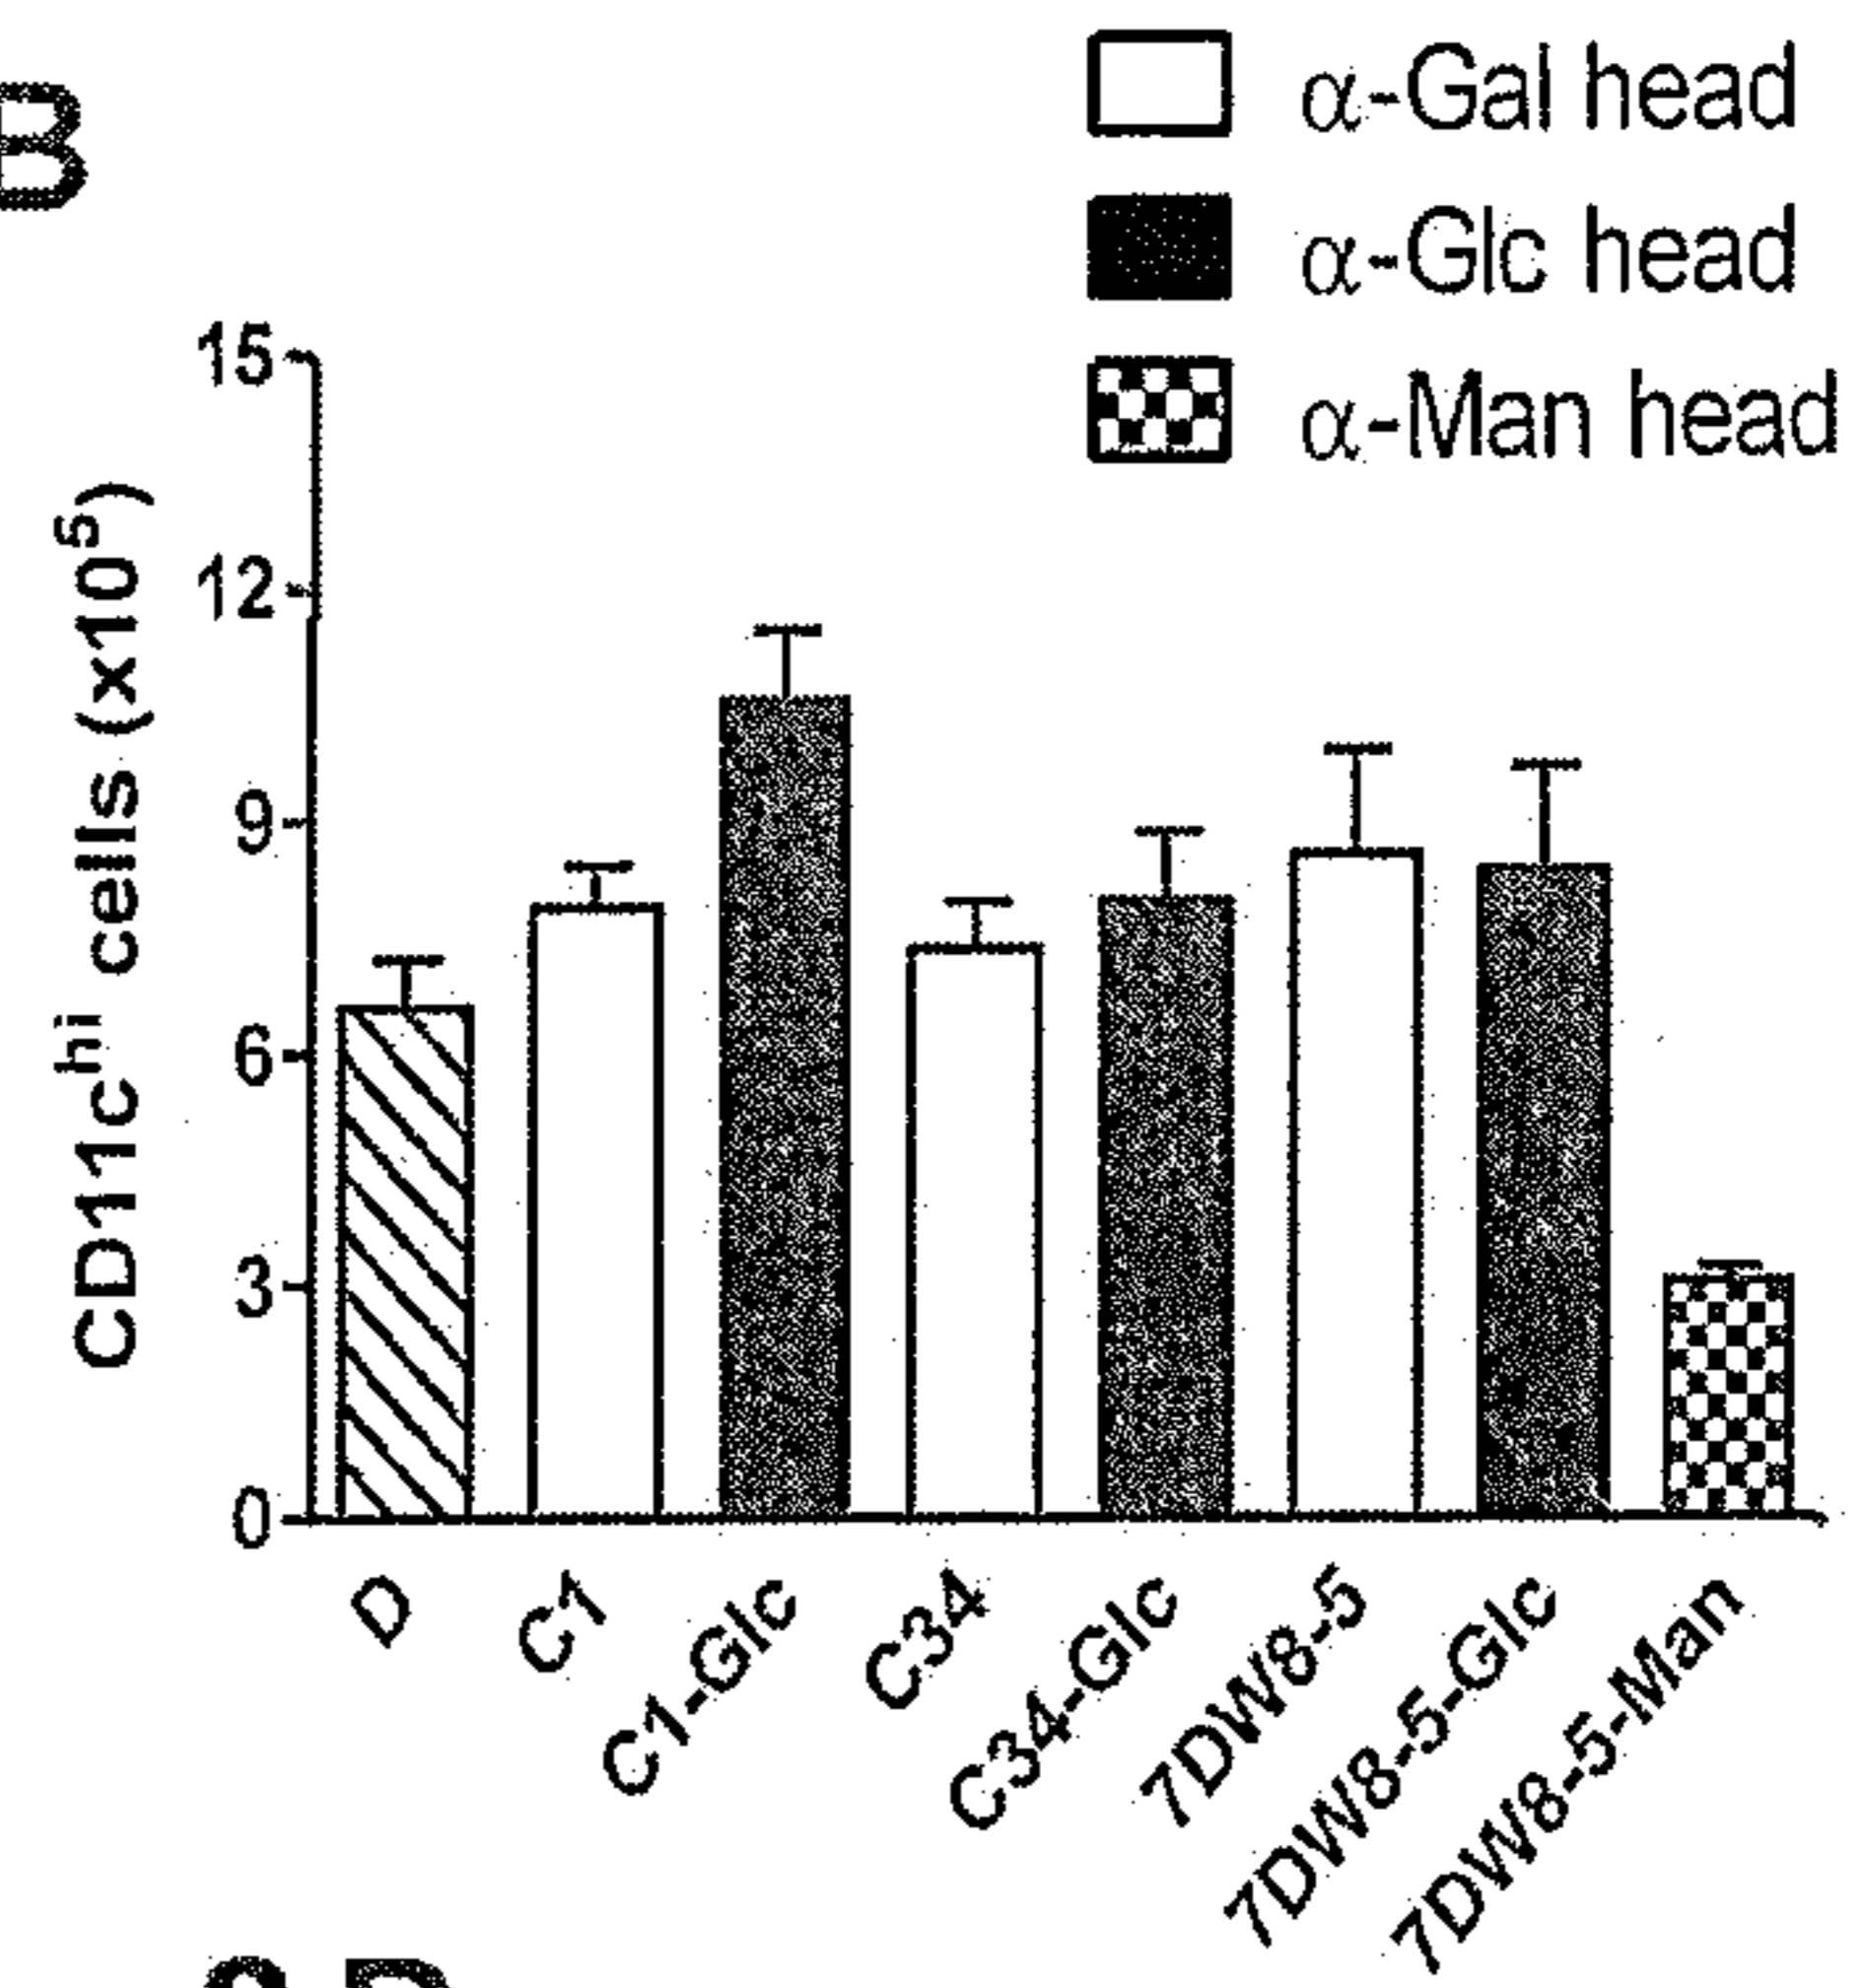 B
α-Gal head
α-Glc head
α-Man head
CD11c^hi cells (x10^5)
15
12
9
6
3
0
D
C1
C1-Glc
C34
C34-Glc
7DW8-5
7DW8-5-Glc
7DW8-5-Man